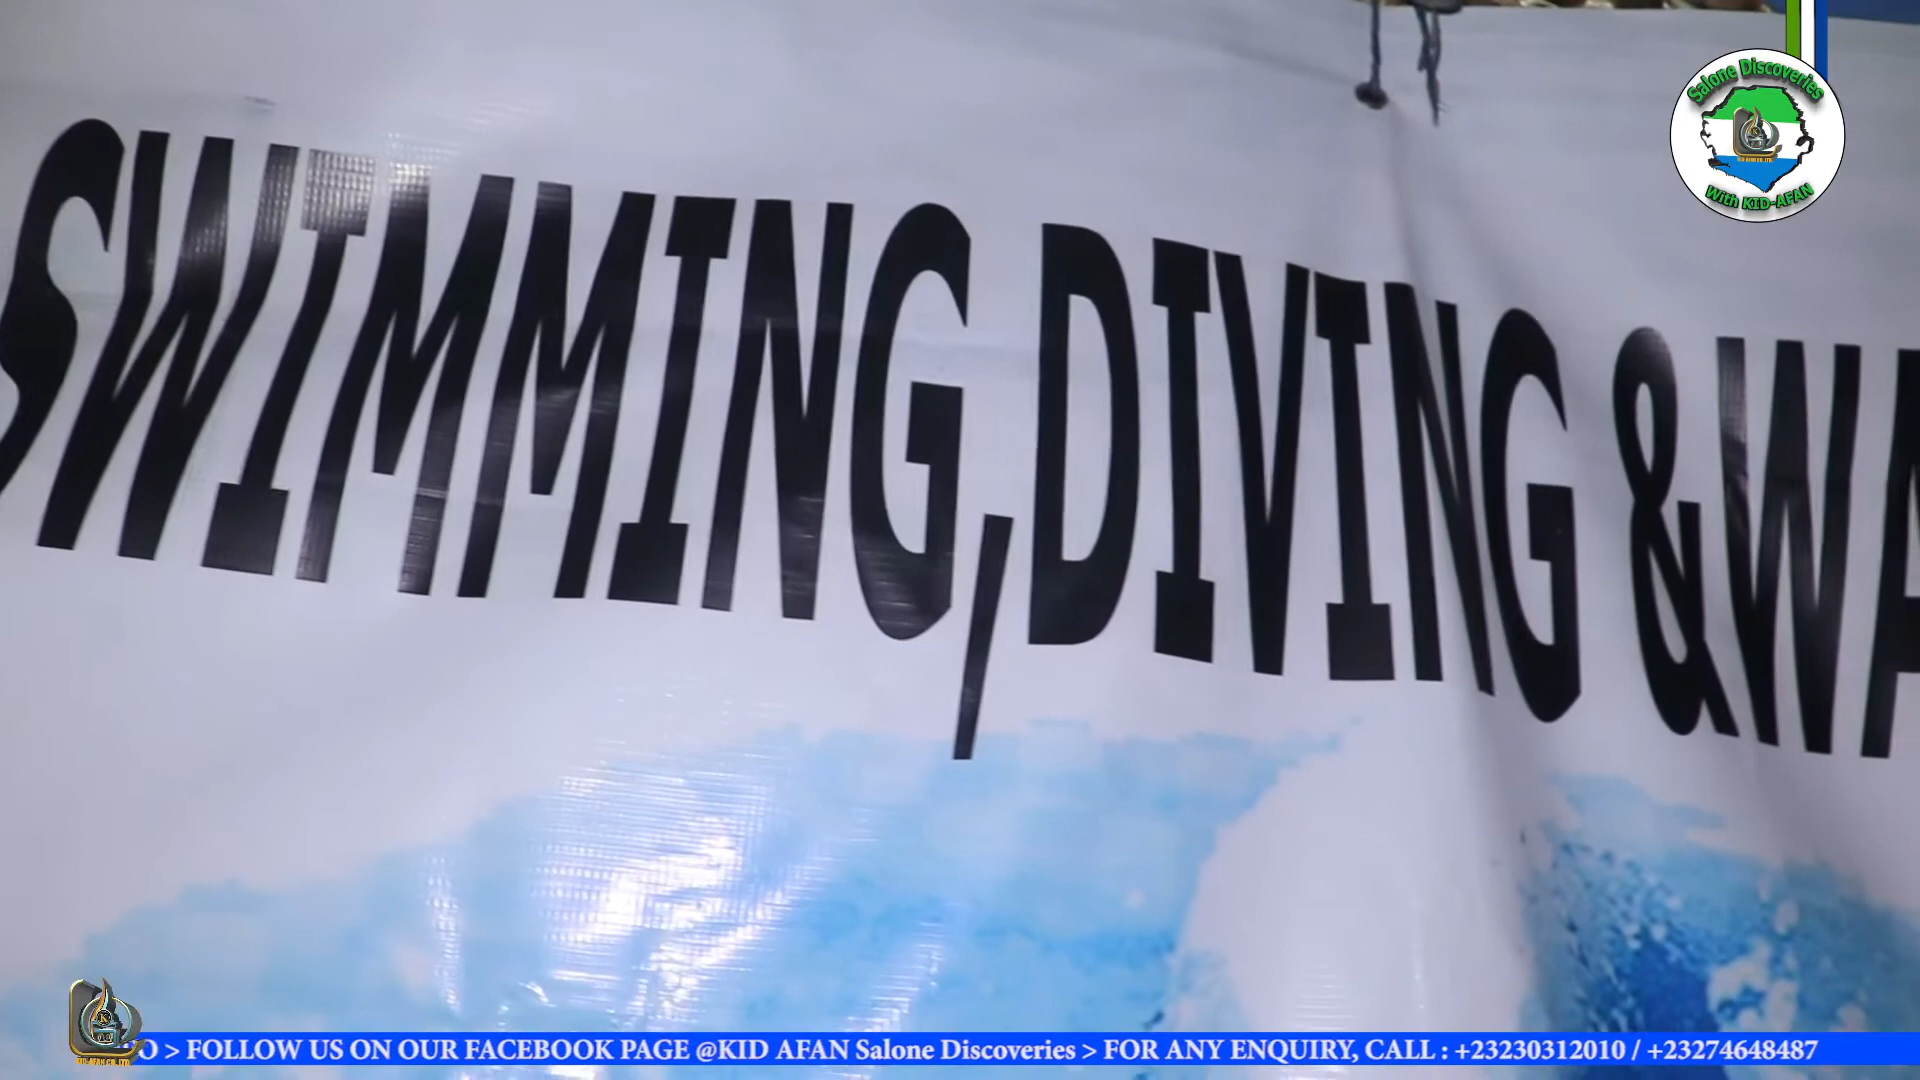 Salone Discoveries
With KID-AFAN
SWIMMING, DIVING & WA
> FOLLOW US ON OUR FACEBOOK PAGE @KID AFAN Salone Discoveries > FOR ANY ENQUIRY, CALL : +23230312010 / +23274648487